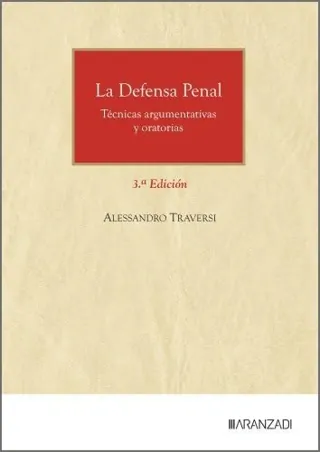 La Defensa Penal
Técnicas argumentativas
y oratorias
3.ª Edición
ALESSANDRO TRAVERSI
ARANZADI